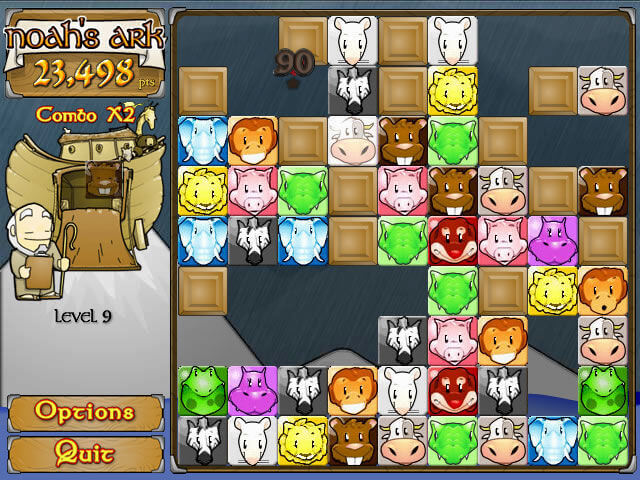 Noah's Ark
23,498 pts
Combo X2
90
Level 9
Options
Quit